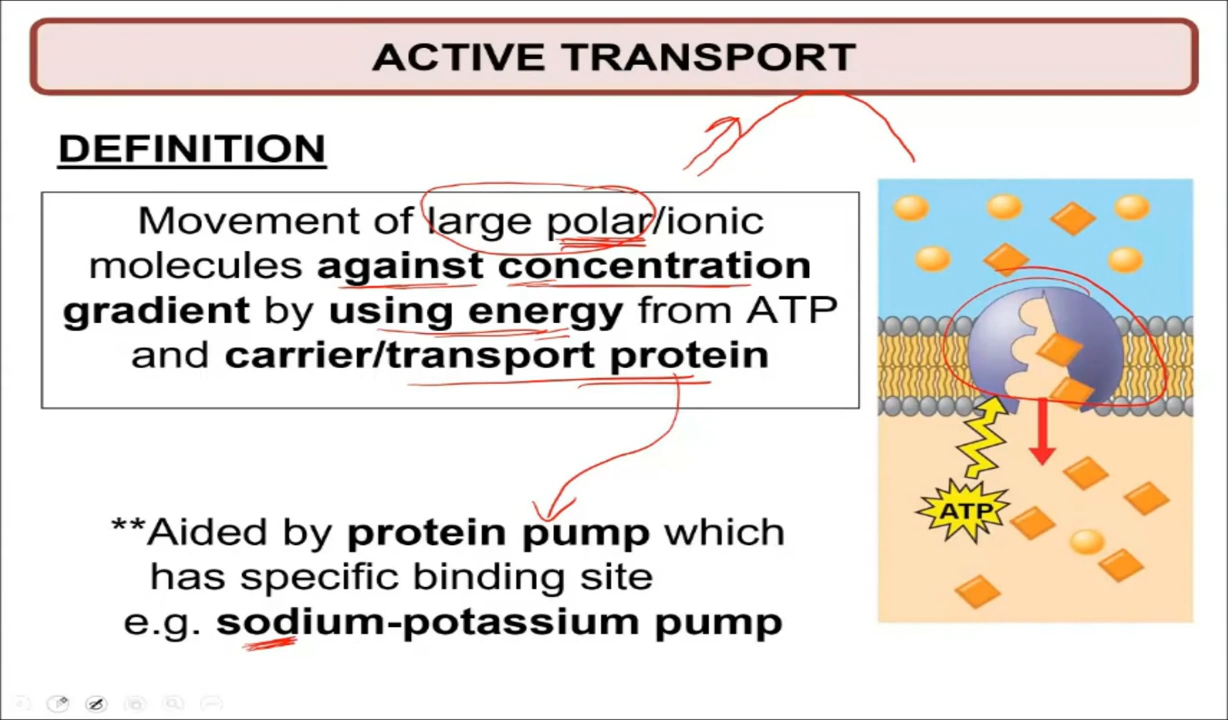 ACTIVE TRANSPORT
DEFINITION
Movement of large polar/ionic
molecules against concentration
gradient by using energy from ATP
and carrier/transport protein
ATP
**Aided by protein pump which
has specific binding site
e.g. sodium-potassium pump